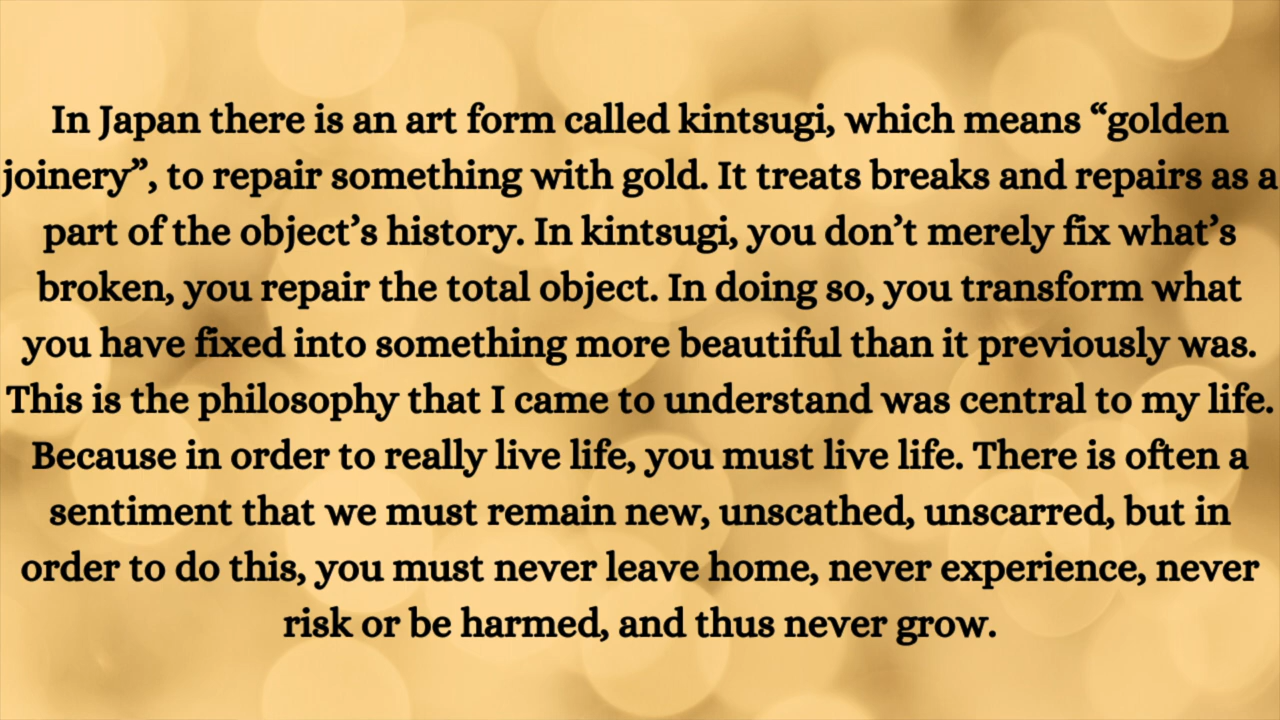 In Japan there is an art form called kintsugi, which means “golden
joinery”, to repair something with gold. It treats breaks and repairs as a
part of the object’s history. In kintsugi, you don’t merely fix what’s
broken, you repair the total object. In doing so, you transform what
you have fixed into something more beautiful than it previously was.
This is the philosophy that I came to understand was central to my life.
Because in order to really live life, you must live life. There is often a
sentiment that we must remain new, unscathed, unscarred, but in
order to do this, you must never leave home, never experience, never
risk or be harmed, and thus never grow.